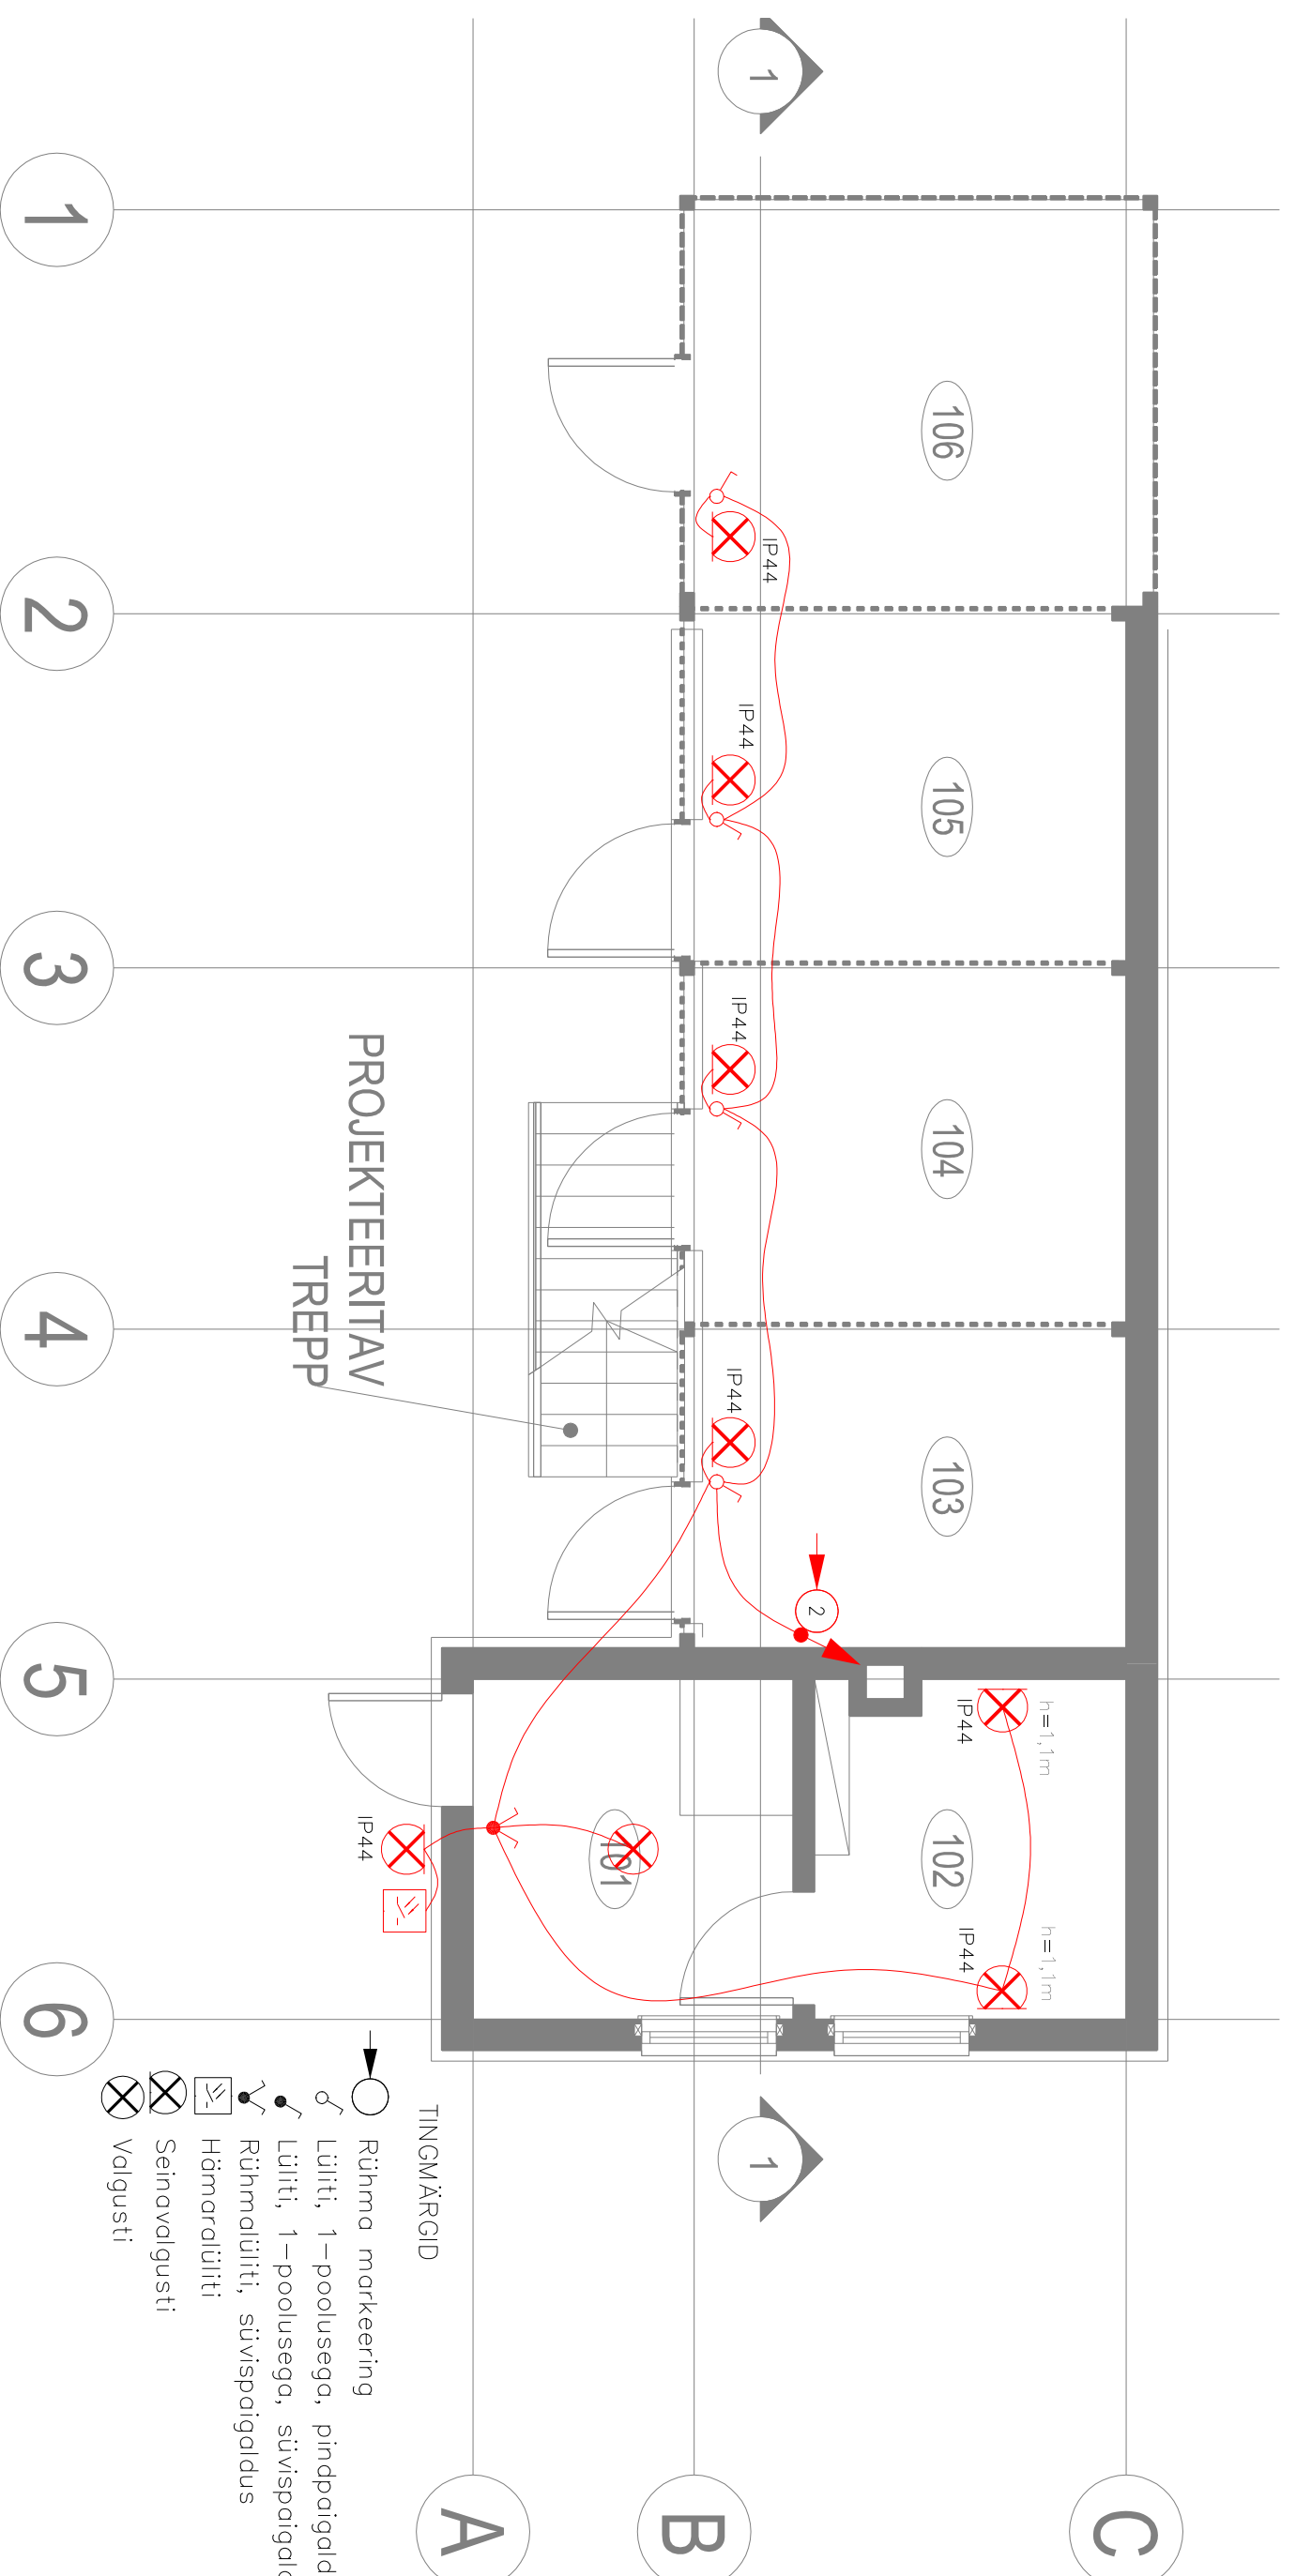 1
1
2
3
4
5
6
A
B
C
1
106
105
104
103
102
101
IP44
IP44
IP44
IP44
2
IP44
h=1,1m
IP44
h=1,1m
IP44
PROJEKTEERITAV
TREPP
TINGMÄRGID
Rühma markeering
Lüliti, 1-poolusega, pindpaigald
Lüliti, 1-poolusega, süvispaigald
Rühmalüliti, süvispaigaldus
Hämaralüliti
Seinavalgusti
Valgusti